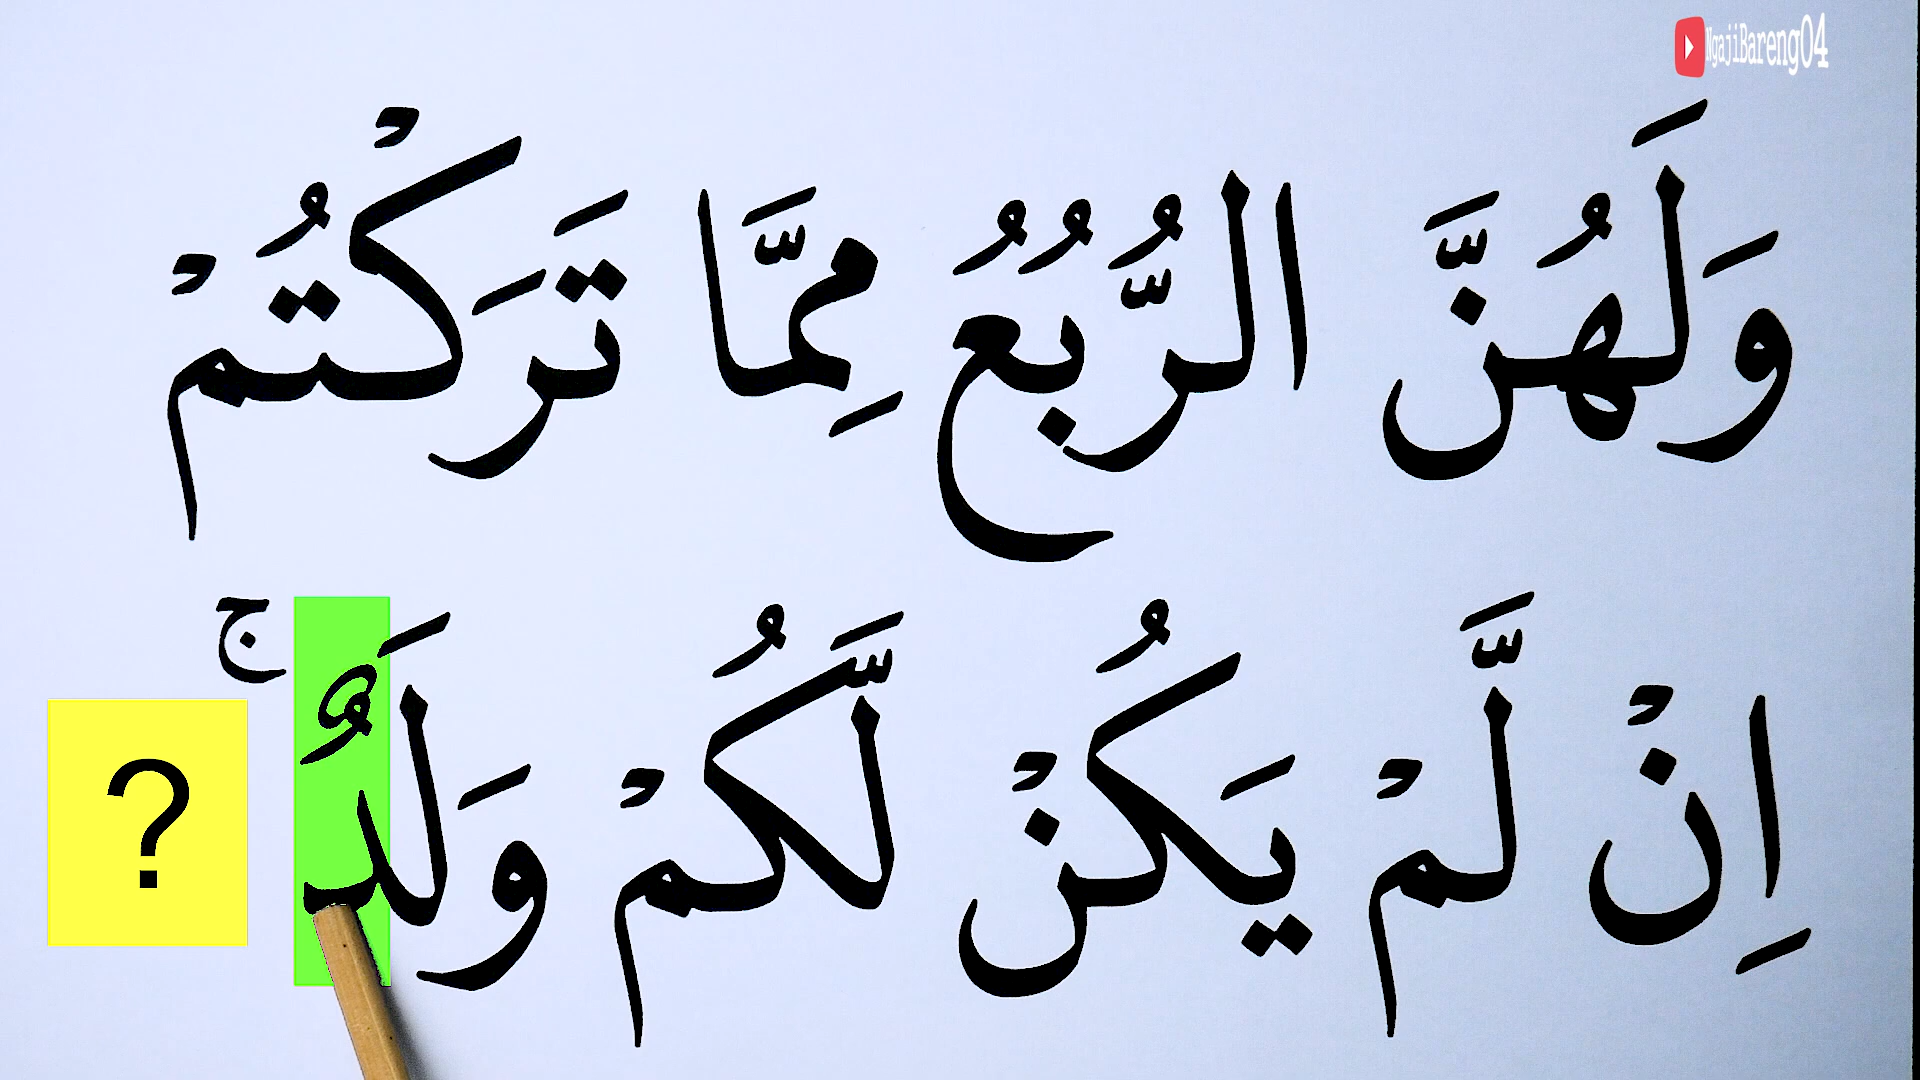 NgajiBareng04
وَلَهُنَّ الرُّبُعُ مِمَّا تَرَكْتُمْ
اِنْ لَّمْ يَكُنْ لَّكُمْ وَلَدٌ ۚ
?